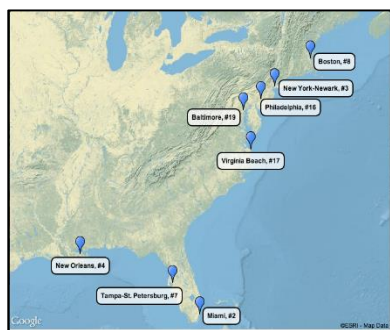 Boston, #8
New York-Newark, #3
Philadelphia, #16
Baltimore, #19
Virginia Beach, #17
New Orleans, #4
Tampa-St. Petersburg, #7
Miami, #2
Google
©ESRI - Map Data